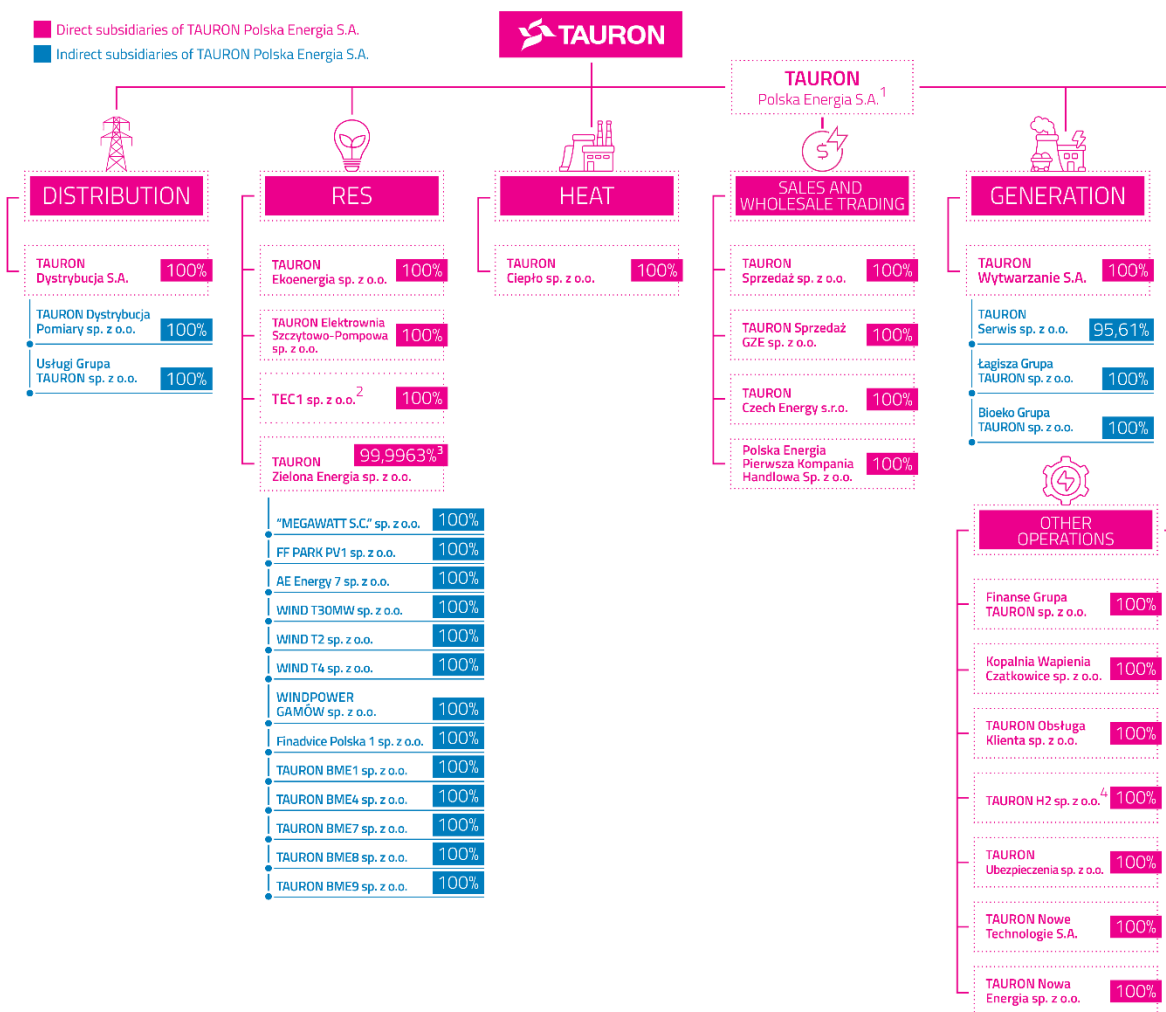 Direct subsidiaries of TAURON Polska Energia S.A.
Indirect subsidiaries of TAURON Polska Energia S.A.
TAURON
TAURON
Polska Energia S.A.1
DISTRIBUTION
TAURON
Dystrybucja S.A.
100%
TAURON Dystrybucja
Pomiary sp. z o.o.
100%
Usługi Grupa
TAURON sp. z o.o.
100%
RES
TAURON
Ekoenergia sp. z o.o.
100%
TAURON Elektrownia
Szczytowo-Pompowa
sp. z o.o.
100%
TEC1 sp. z o.o.2
100%
TAURON
Zielona Energia sp. z o.o.
99,9963%3
"MEGAWATT S.C." sp. z o.o.
100%
FF PARK PV1 sp. z o.o.
100%
AE Energy 7 sp. z o.o.
100%
WIND T30MW sp. z o.o.
100%
WIND T2 sp. z o.o.
100%
WIND T4 sp. z o.o.
100%
WINDPOWER
GAMÓW sp. z o.o.
100%
Finadvice Polska 1 sp. z o.o.
100%
TAURON BME1 sp. z o.o.
100%
TAURON BME4 sp. z o.o.
100%
TAURON BME7 sp. z o.o.
100%
TAURON BME8 sp. z o.o.
100%
TAURON BME9 sp. z o.o.
100%
HEAT
TAURON
Ciepło sp. z o.o.
100%
SALES AND
WHOLESALE TRADING
TAURON
Sprzedaż sp. z o.o.
100%
TAURON Sprzedaż
GZE sp. z o.o.
100%
TAURON
Czech Energy s.r.o.
100%
Polska Energia
Pierwsza Kompania
Handlowa Sp. z o.o.
100%
GENERATION
TAURON
Wytwarzanie S.A.
100%
TAURON
Serwis sp. z o.o.
95,61%
Łagisza Grupa
TAURON sp. z o.o.
100%
Bioeko Grupa
TAURON sp. z o.o.
100%
OTHER
OPERATIONS
Finanse Grupa
TAURON sp. z o.o.
100%
Kopalnia Wapienia
Czatkowice sp. z o.o.
100%
TAURON Obsługa
Klienta sp. z o.o.
100%
TAURON H2 sp. z o.o.4
100%
TAURON
Ubezpieczenia sp. z o.o.
100%
TAURON Nowe
Technologie S.A.
100%
TAURON Nowa
Energia sp. z o.o.
100%